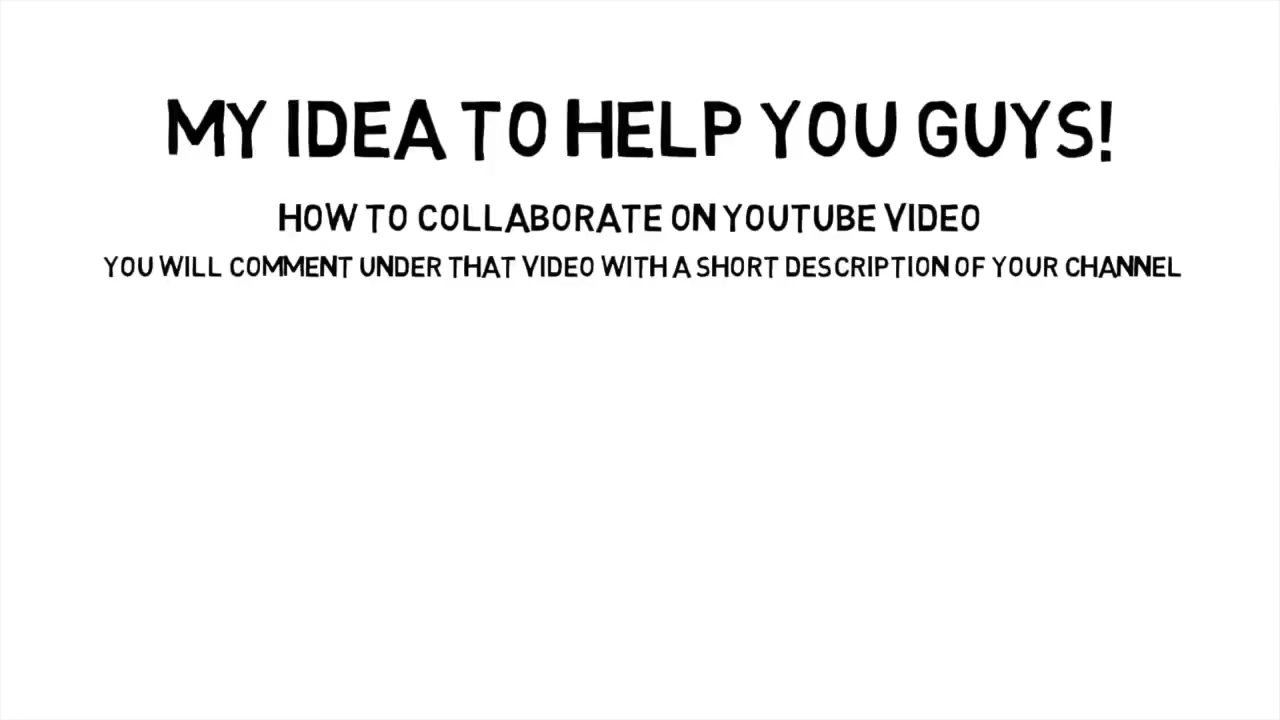 MY IDEA TO HELP YOU GUYS!
HOW TO COLLABORATE ON YOUTUBE VIDEO
YOU WILL COMMENT UNDER THAT VIDEO WITH A SHORT DESCRIPTION OF YOUR CHANNEL